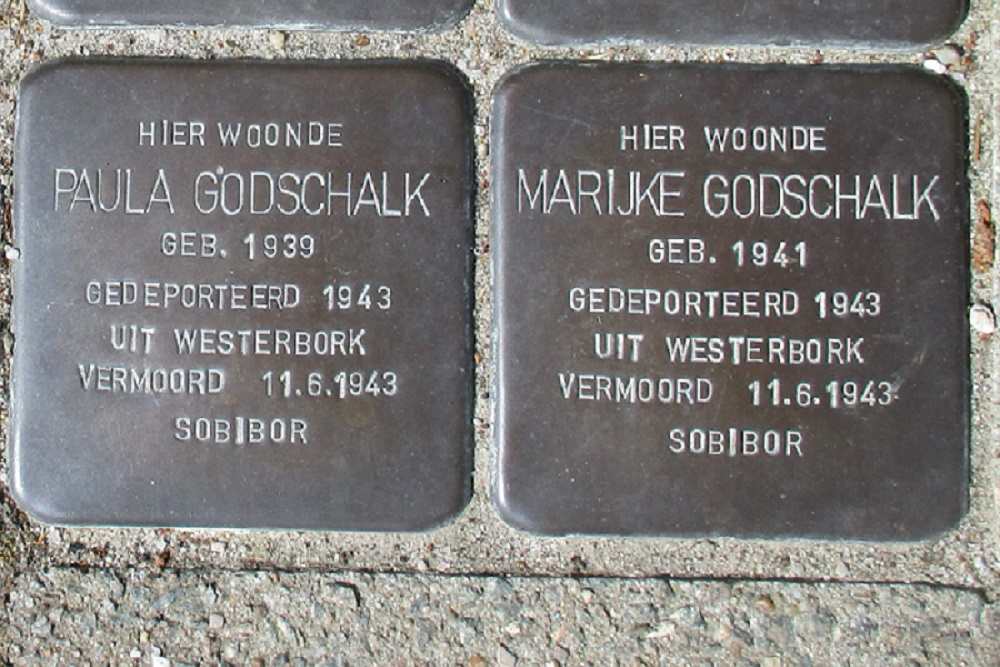 HIER WOONDE
PAULA GODSCHALK
GEB. 1939
GEDEPORTEERD 1943
UIT WESTERBORK
VERMOORD 11.6.1943
SOBIBOR
HIER WOONDE
MARIJKE GODSCHALK
GEB. 1941
GEDEPORTEERD 1943
UIT WESTERBORK
VERMOORD 11.6.1943
SOBIBOR